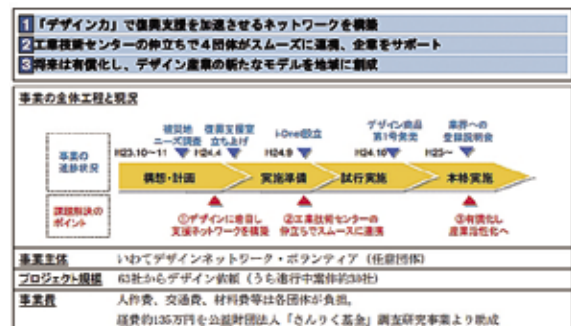 1 「デザイン力」で復興支援を加速させるネットワークを構築
2 工業技術センターの仲立ちで４団体がスムーズに連携、企業をサポート
3 将来は有償化し、デザイン産業の新たなモデルを地域に創成
事業の全体工程と現況
事業の
進捗状況
被災地
ニーズ調査
復興支援室
立ち上げ
i-One設立
デザイン商品
第1号発売
業界への
登録説明会
H23.10~11
H24.4
H24.9
H24.10
H25~
構想・計画
実施準備
試行実施
本格実施
課題解決の
ポイント
①デザインに着目し
支援ネットワークを構築
②工業技術センターの
仲立ちでスムーズに連携
③有償化し
産業活性化へ
事業主体 いわてデザインネットワーク・ボランティア（任意団体）
プロジェクト規模 63社からデザイン依頼（うち進行中案件約30社）
事業費 人件費、交通費、材料費等は各団体が負担。
経費約135万円を公益財団法人「さんりく基金」調査研究事業より助成